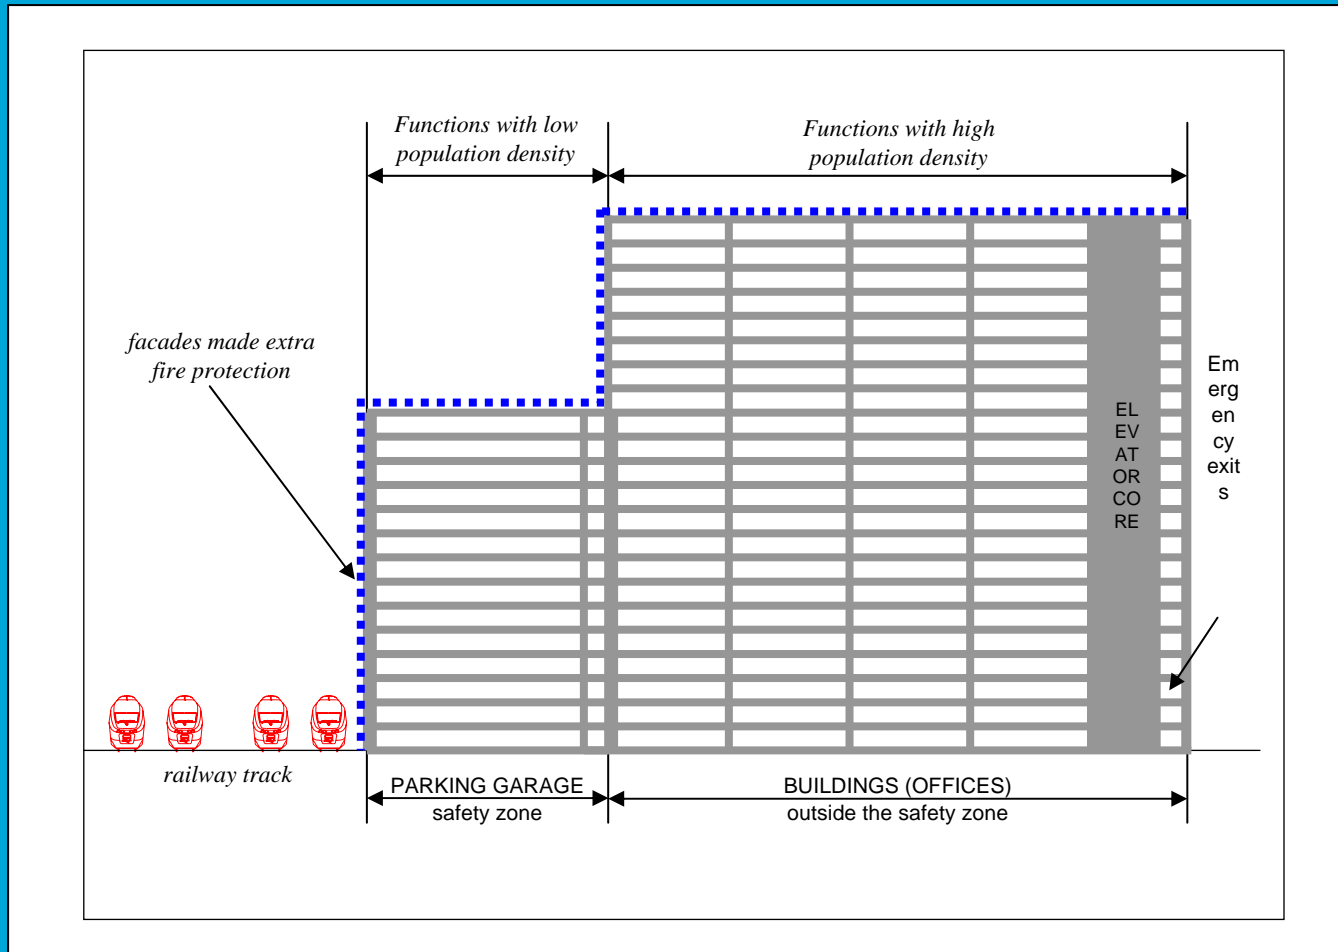 Functions with low
population density
Functions with high
population density
facades made extra
fire protection
Em
erg
en
cy
exit
s
EL
EV
AT
OR
CO
RE
railway track
PARKING GARAGE
safety zone
BUILDINGS (OFFICES)
outside the safety zone